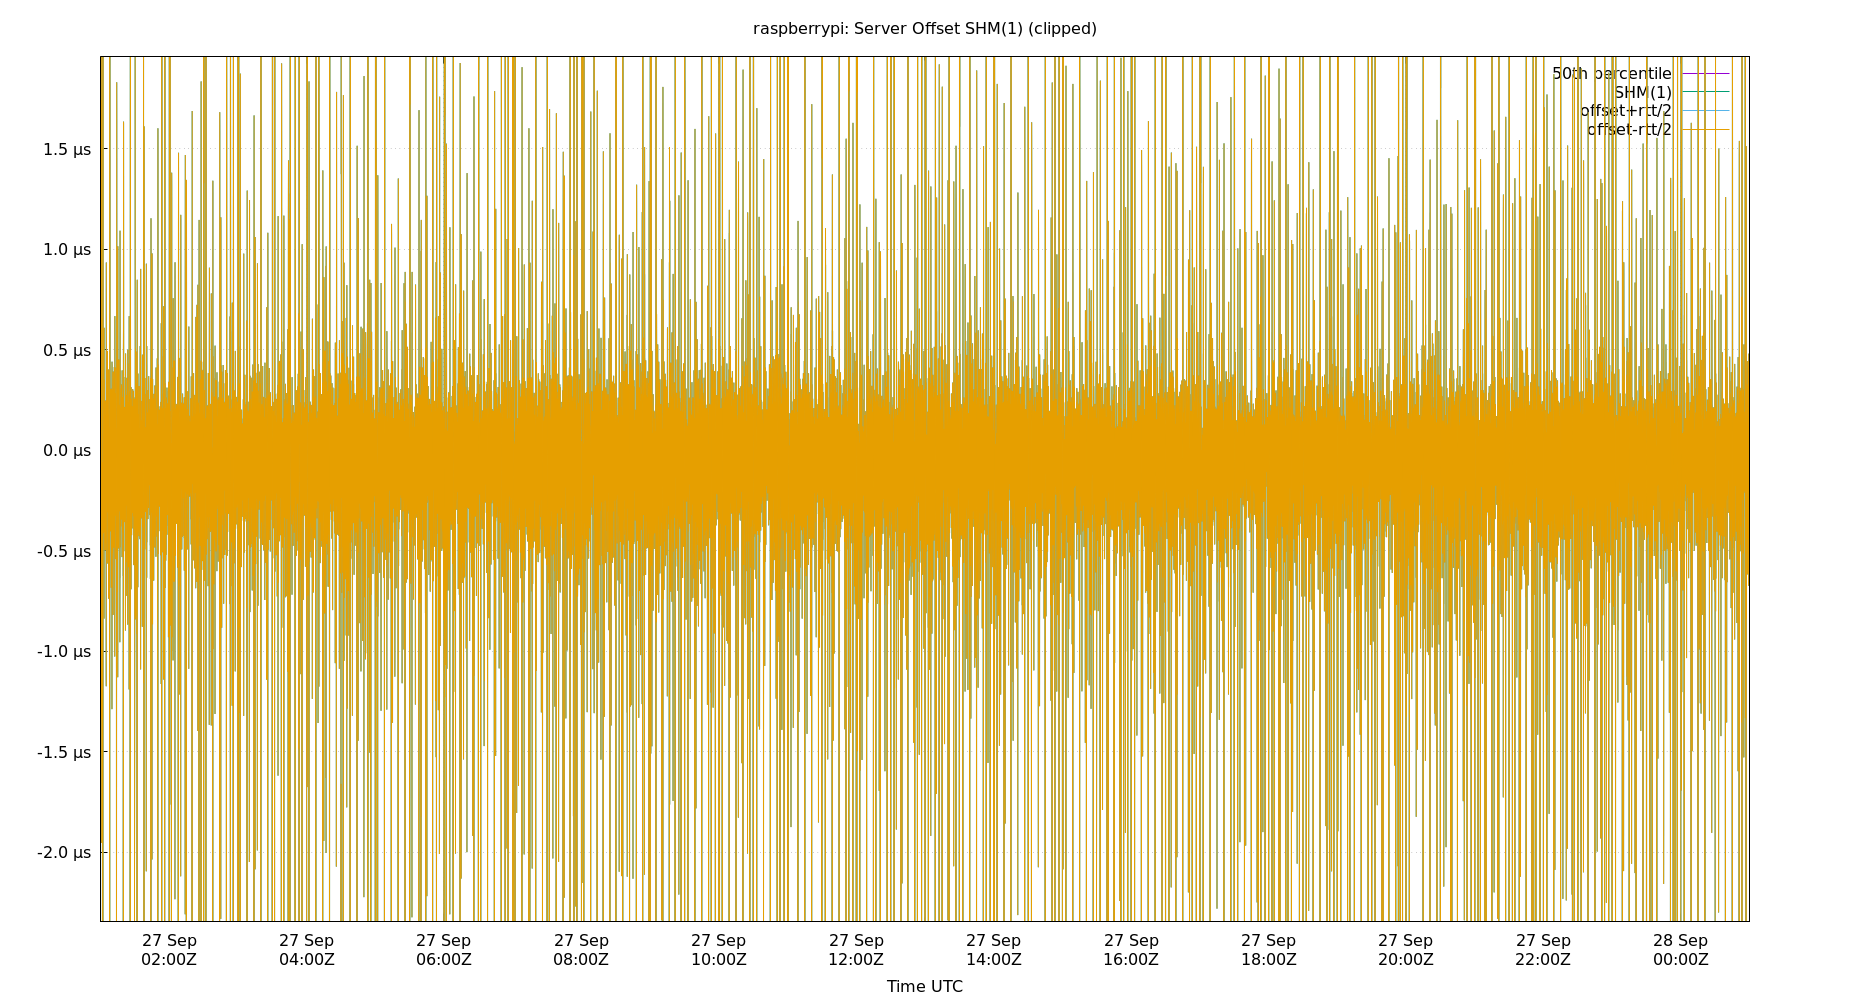 raspberrypi: Server Offset SHM(1) (clipped)
50th percentile
SHM(1)
offset+rtt/2
offset-rtt/2
1.5 µs
1.0 µs
0.5 µs
0.0 µs
-0.5 µs
-1.0 µs
-1.5 µs
-2.0 µs
27 Sep 27 Sep 27 Sep 27 Sep 27 Sep 27 Sep 27 Sep 27 Sep 27 Sep 27 Sep 27 Sep 28 Sep
02:00Z 04:00Z 06:00Z 08:00Z 10:00Z 12:00Z 14:00Z 16:00Z 18:00Z 20:00Z 22:00Z 00:00Z
Time UTC